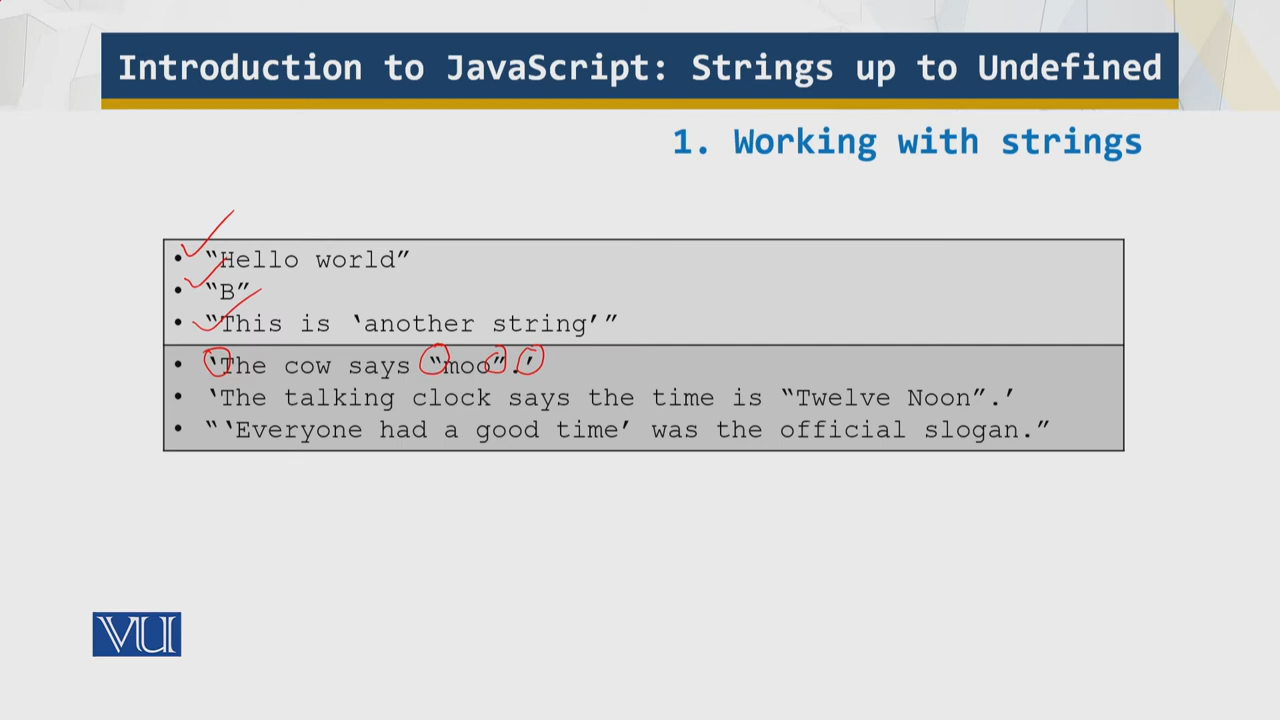 Introduction to JavaScript: Strings up to Undefined
1. Working with strings
• “Hello world”
• “B”
• “This is ‘another string’”
• ‘The cow says “moo”.’
• ‘The talking clock says the time is “Twelve Noon”.’
• “‘Everyone had a good time’ was the official slogan.”
VU